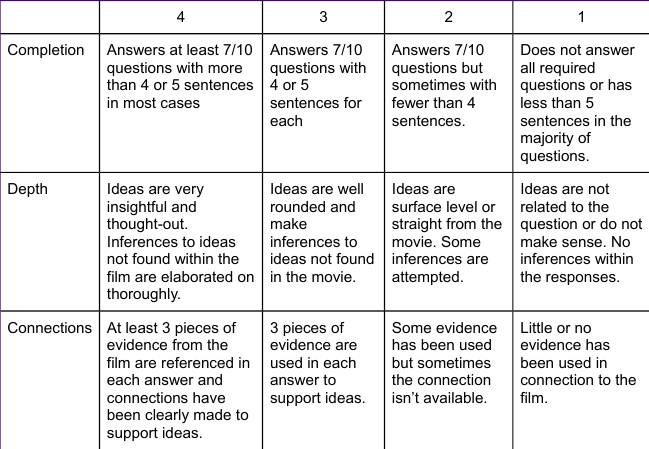 4
3
2
1
Completion
Answers at least 7/10
questions with more
than 4 or 5 sentences
in most cases
Answers 7/10
questions with
4 or 5
sentences for
each
Answers 7/10
questions but
sometimes with
fewer than 4
sentences.
Does not answer
all required
questions or has
less than 5
sentences in the
majority of
questions.
Depth
Ideas are very
insightful and
thought-out.
Inferences to ideas
not found within the
film are elaborated on
thoroughly.
Ideas are well
rounded and
make
inferences to
ideas not found
in the movie.
Ideas are
surface level or
straight from the
movie. Some
inferences are
attempted.
Ideas are not
related to the
question or do not
make sense. No
inferences within
the responses.
Connections
At least 3 pieces of
evidence from the
film are referenced in
each answer and
connections have
been clearly made to
support ideas.
3 pieces of
evidence are
used in each
answer to
support ideas.
Some evidence
has been used
but sometimes
the connection
isn’t available.
Little or no
evidence has
been used in
connection to the
film.